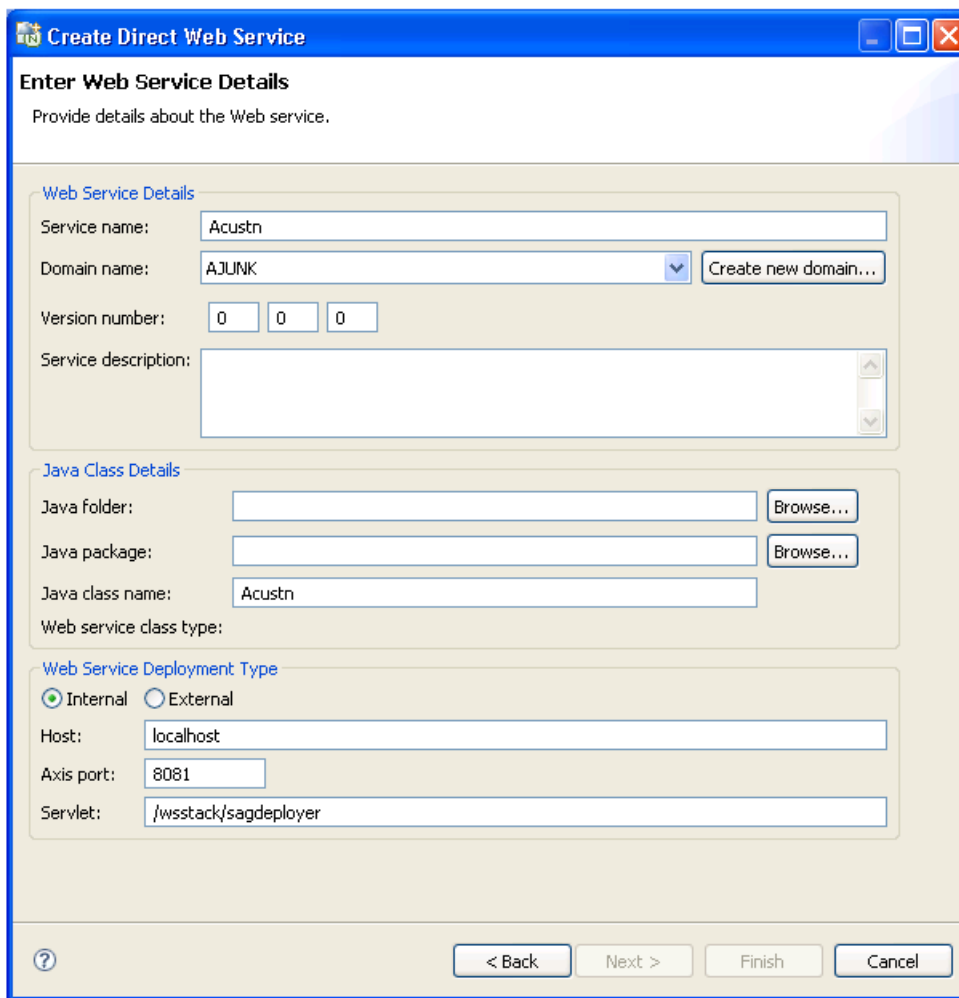 Create Direct Web Service
Enter Web Service Details
Provide details about the Web service.
Web Service Details
Service name: Acustn
Domain name: AJUNK Create new domain...
Version number: 0 0 0
Service description:
Java Class Details
Java folder: Browse...
Java package: Browse...
Java class name: Acustn
Web service class type:
Web Service Deployment Type
Internal External
Host: localhost
Axis port: 8081
Servlet: /wsstack/sagdeployer
? < Back Next > Finish Cancel